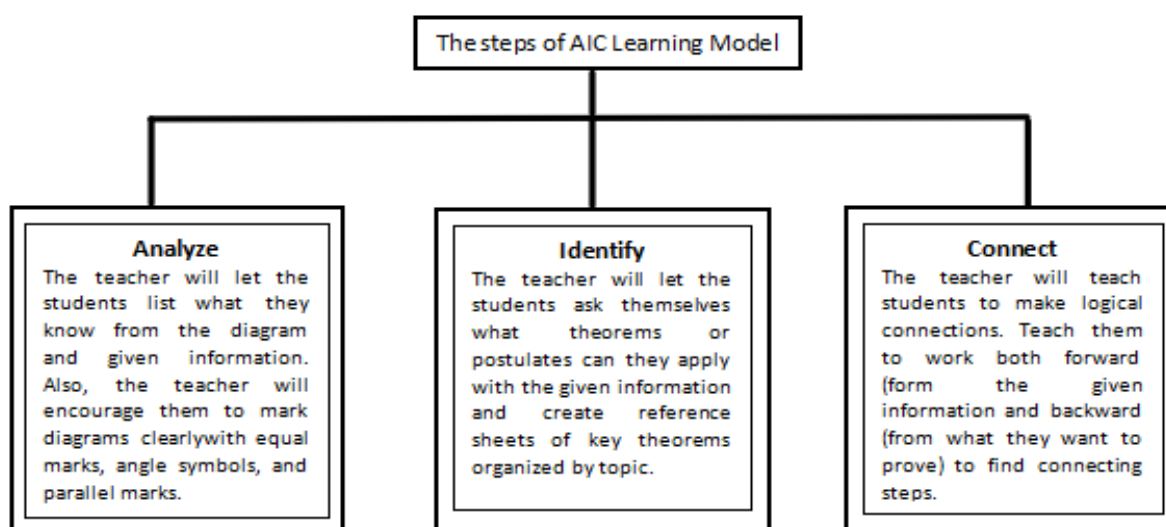 The steps of AIC Learning Model
Analyze
The teacher will let the
students list what they
know from the diagram
and given information.
Also, the teacher will
encourage them to mark
diagrams clearlywith equal
marks, angle symbols, and
parallel marks.
Identify
The teacher will let the
students ask themselves
what theorems or
postulates can they apply
with the given information
and create reference
sheets of key theorems
organized by topic.
Connect
The teacher will teach
students to make logical
connections. Teach them
to work both forward
(form the given
information and backward
(from what they want to
prove) to find connecting
steps.